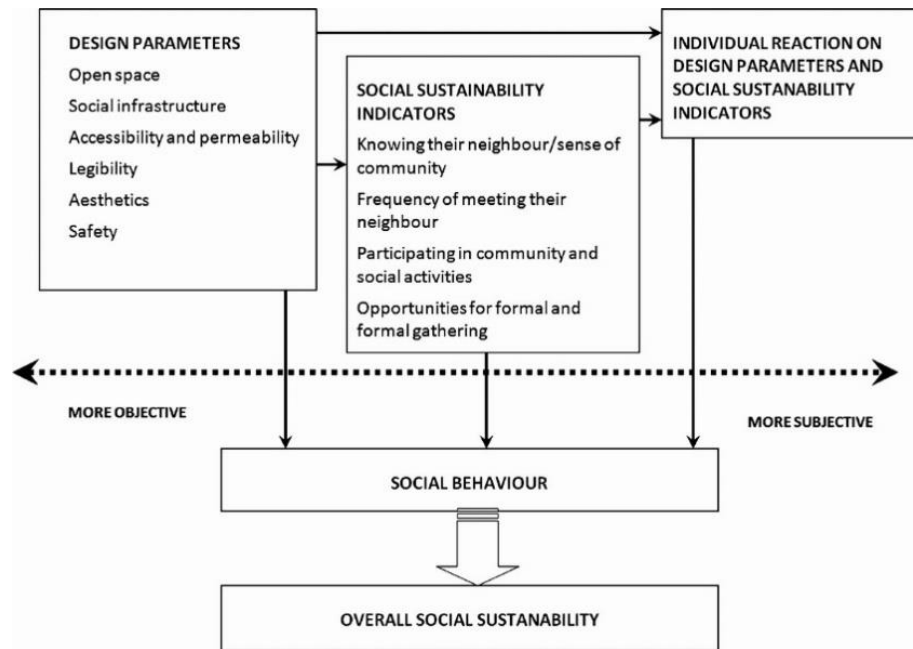 DESIGN PARAMETERS
Open space
Social infrastructure
Accessibility and permeability
Legibility
Aesthetics
Safety
SOCIAL SUSTAINABILITY
INDICATORS
Knowing their neighbour/sense of
community
Frequency of meeting their
neighbour
Participating in community and
social activities
Opportunities for formal and
formal gathering
INDIVIDUAL REACTION ON
DESIGN PARAMETERS AND
SOCIAL SUSTANABILITY
INDICATORS
MORE OBJECTIVE
MORE SUBJECTIVE
SOCIAL BEHAVIOUR
OVERALL SOCIAL SUSTANABILITY